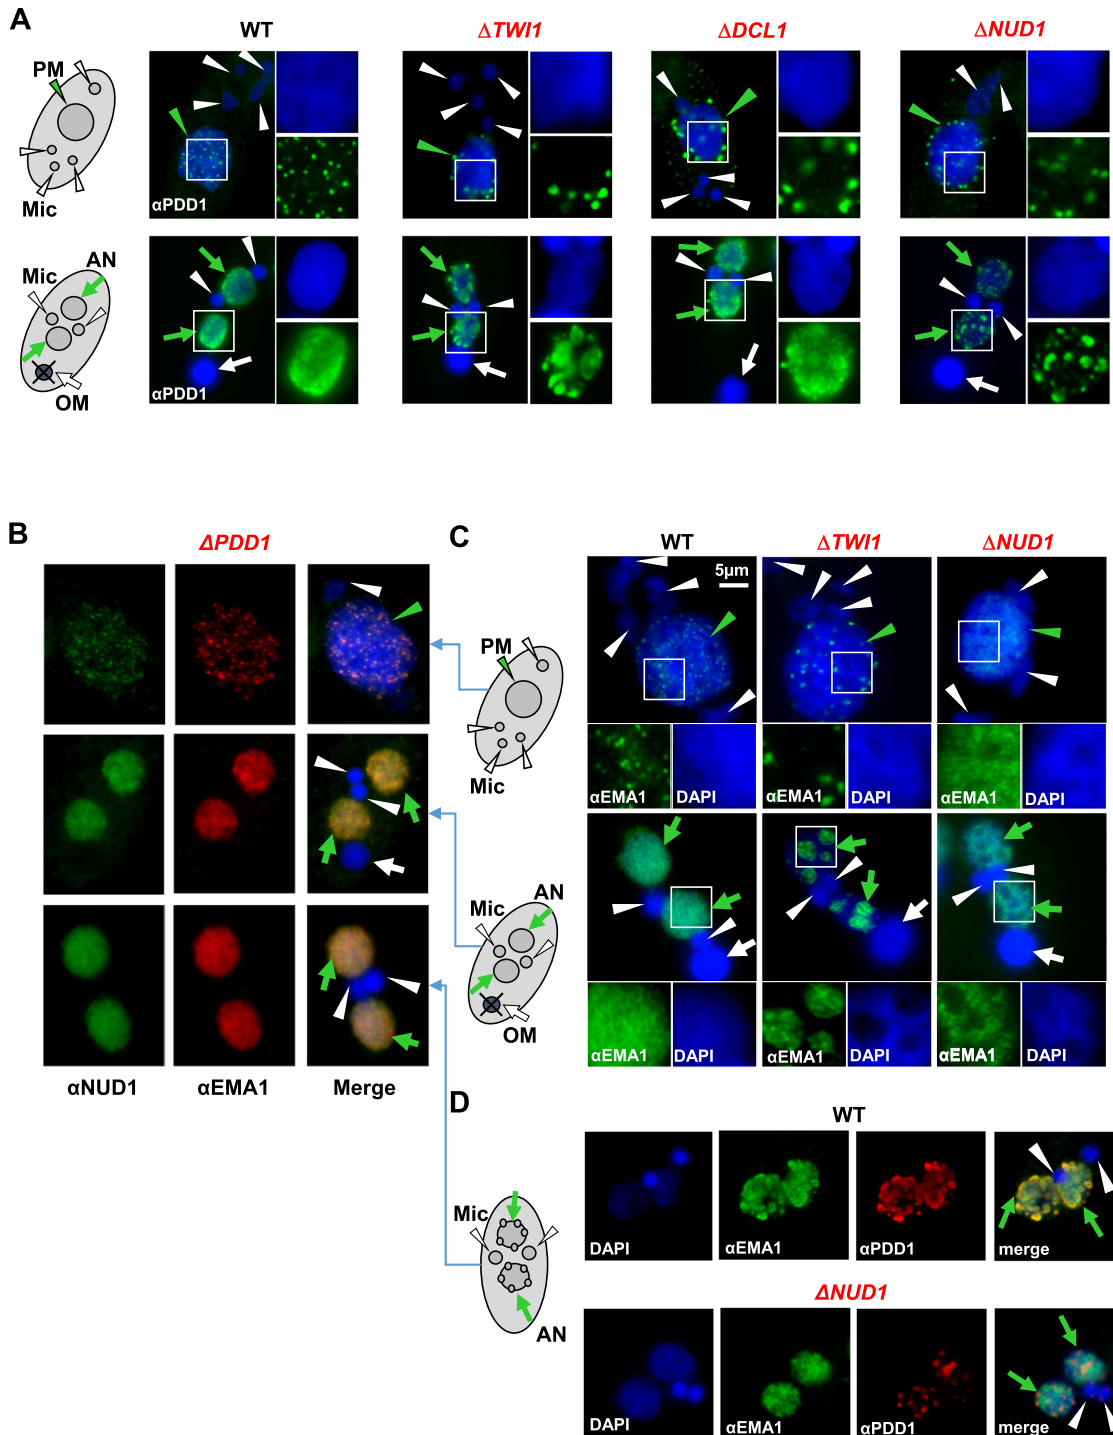 A
WT
ΔTWI1
ΔDCL1
ΔNUD1
PM
Mic
αPDD1
Mic
AN
OM
αPDD1
B
ΔPDD1
αNUD1
αEMA1
Merge
C
WT
ΔTWI1
ΔNUD1
5μm
PM
Mic
αEMA1
DAPI
αEMA1
DAPI
αEMA1
DAPI
Mic
AN
OM
αEMA1
DAPI
αEMA1
DAPI
αEMA1
DAPI
D
WT
Mic
AN
DAPI
αEMA1
αPDD1
merge
ΔNUD1
DAPI
αEMA1
αPDD1
merge